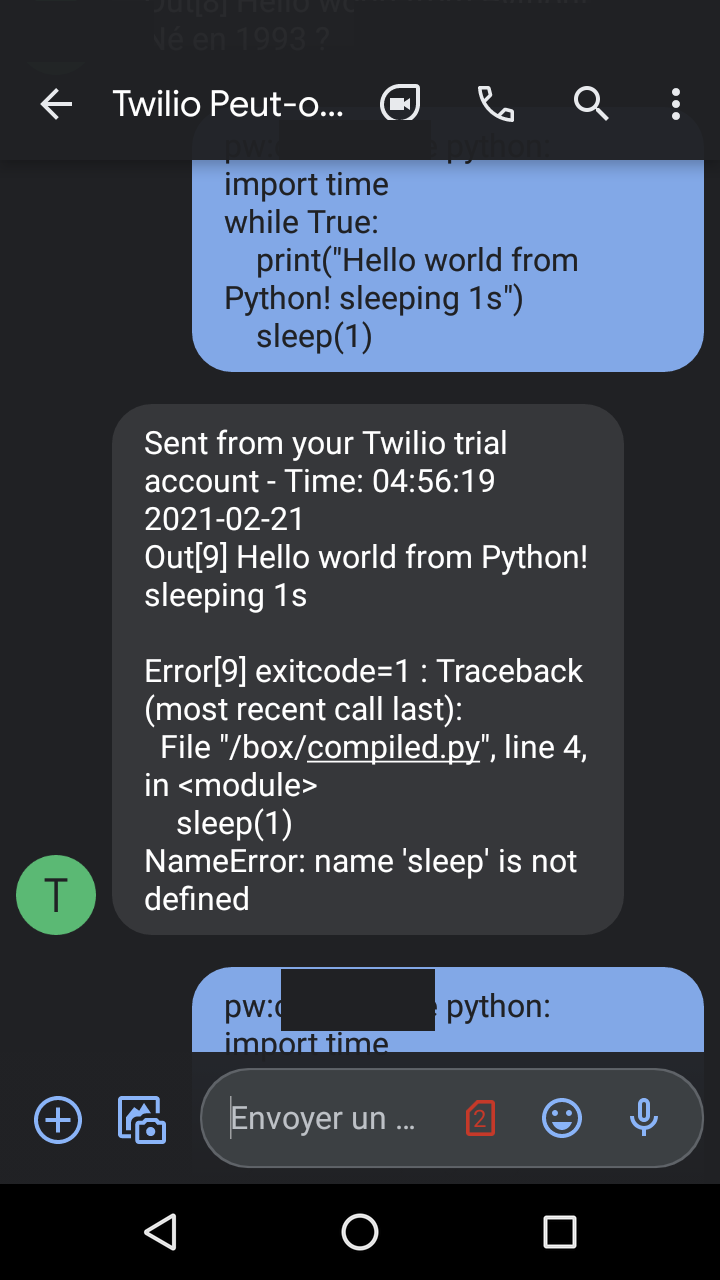 Out[8] Hello wo
Né en 1993 ?
Twilio Peut-o...
pw: python:
import time
while True:
print("Hello world from
Python! sleeping 1s")
sleep(1)
Sent from your Twilio trial
account - Time: 04:56:19
2021-02-21
Out[9] Hello world from Python!
sleeping 1s
Error[9] exitcode=1 : Traceback
(most recent call last):
File "/box/compiled.py", line 4,
in <module>
sleep(1)
NameError: name 'sleep' is not
defined
T
pw: python:
import time
Envoyer un ...
2